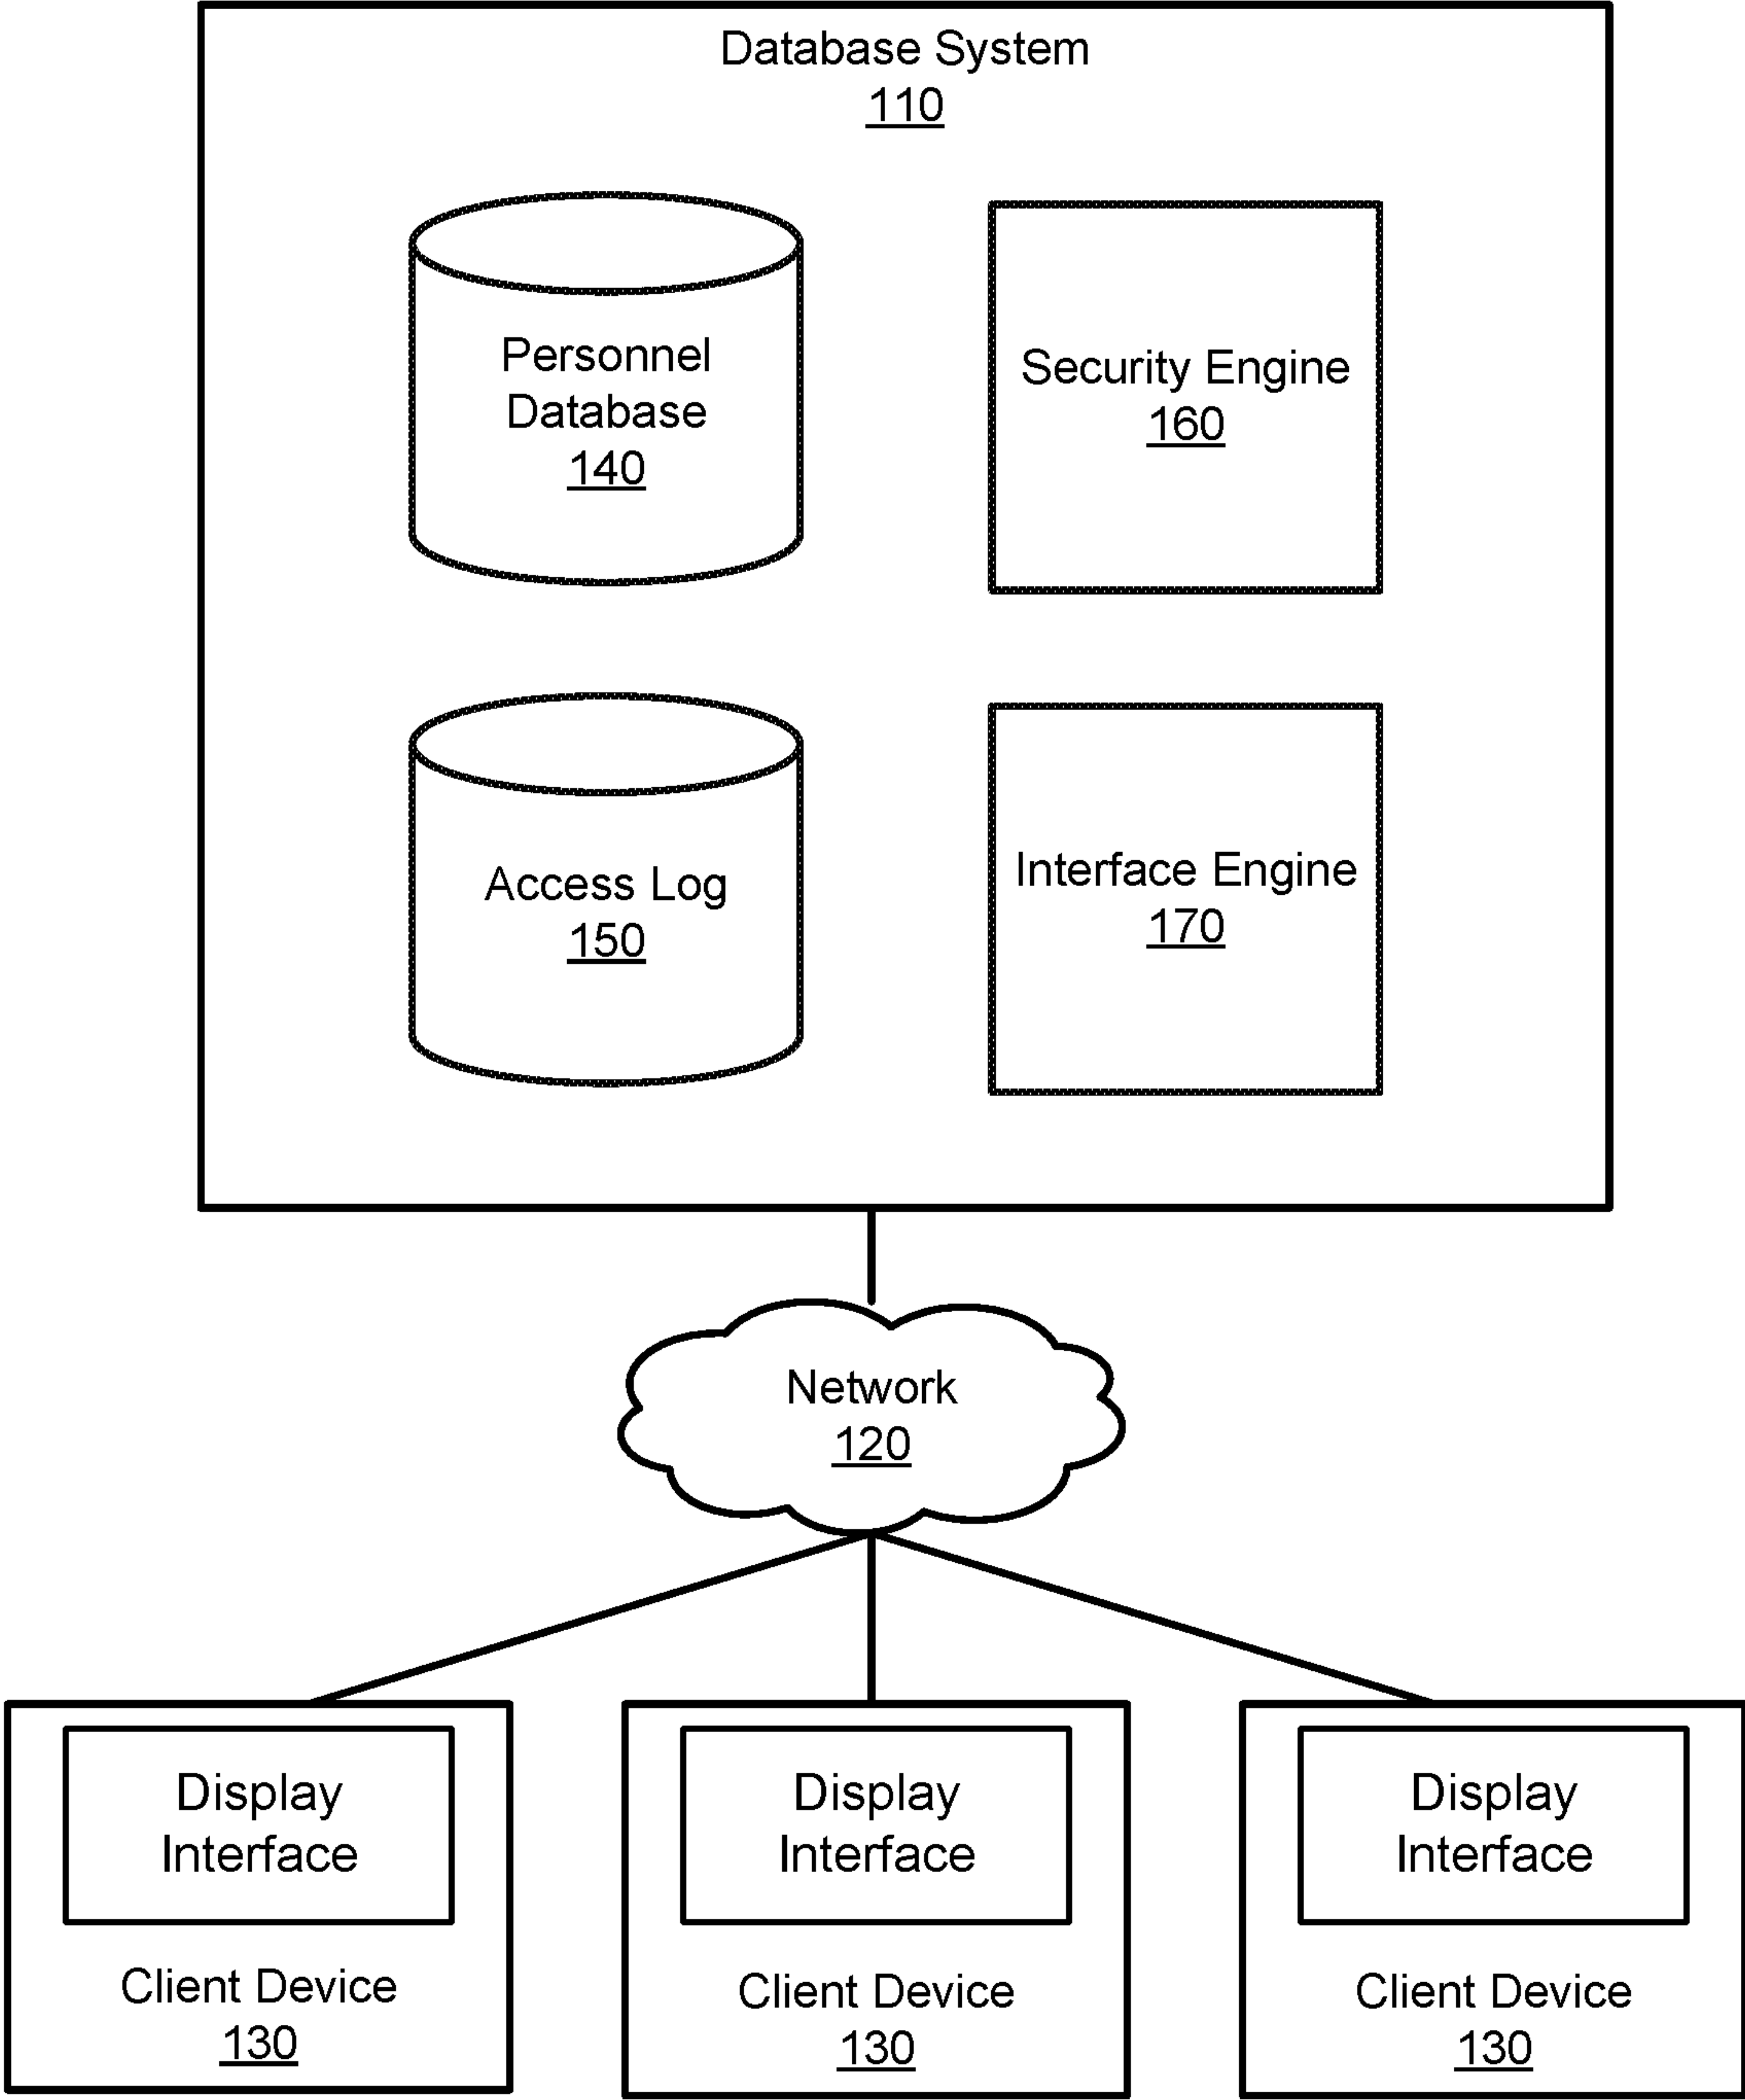 Database System
110
Personnel
Database
140
Security Engine
160
Access Log
150
Interface Engine
170
Network
120
Display
Interface
Client Device
130
Display
Interface
Client Device
130
Display
Interface
Client Device
130